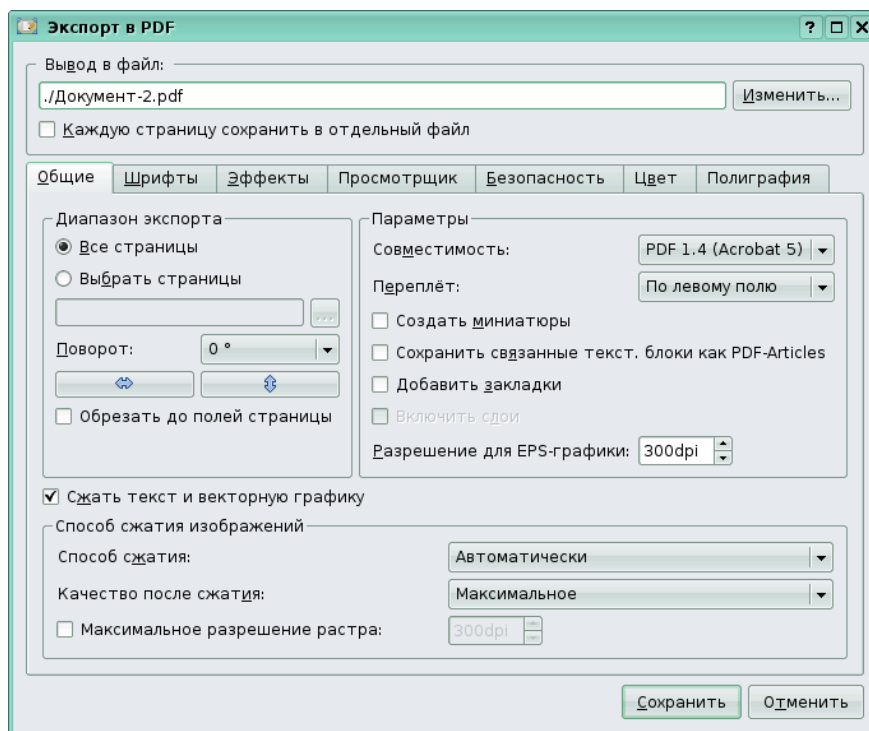 Экспорт в PDF
Вывод в файл:
./Документ-2.pdf
Изменить...
Каждую страницу сохранить в отдельный файл
Общие Шрифты Эффекты Просмотрщик Безопасность Цвет Полиграфия
Диапазон экспорта
Все страницы
Выбрать страницы
...
Поворот: 0 °
Обрезать до полей страницы
Параметры
Совместимость: PDF 1.4 (Acrobat 5)
Переплёт: По левому полю
Создать миниатюры
Сохранить связанные текст. блоки как PDF-Articles
Добавить закладки
Включить слои
Разрешение для EPS-графики: 300dpi
Сжать текст и векторную графику
Способ сжатия изображений
Способ сжатия: Автоматически
Качество после сжатия: Максимальное
Максимальное разрешение растра: 300dpi
Сохранить Отменить